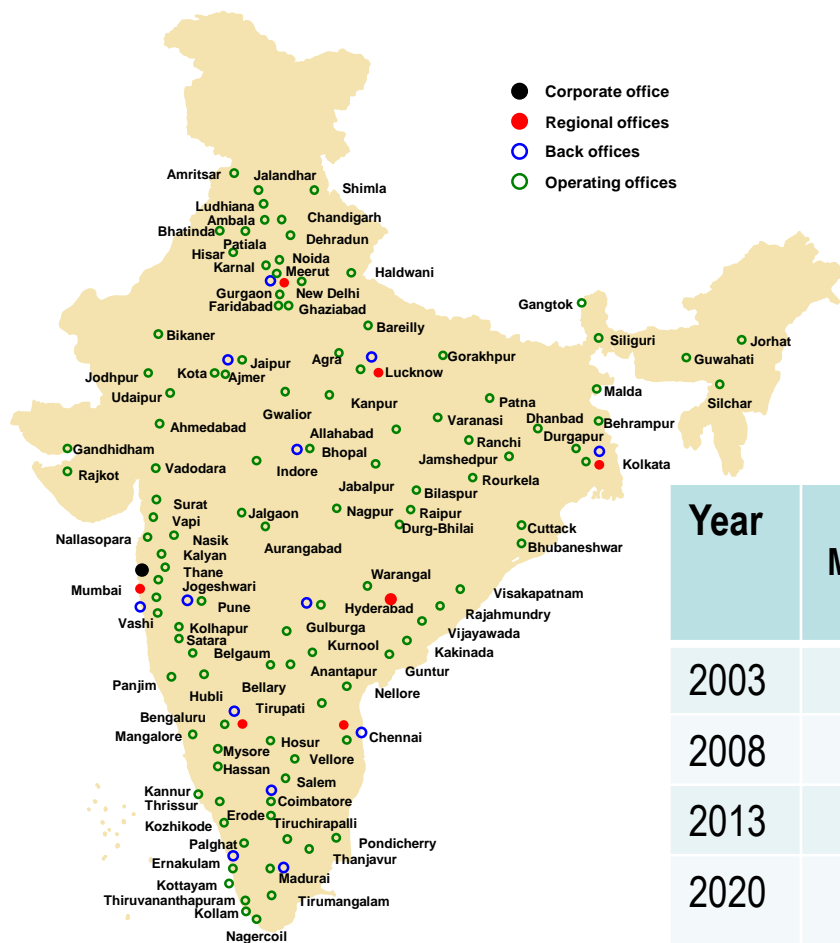 Corporate office
Regional offices
Back offices
Operating offices
Amritsar
Jalandhar
Shimla
Ludhiana
Ambala
Chandigarh
Bhatinda
Patiala
Dehradun
Hisar
Noida
Karnal
Meerut
Haldwani
Gurgaon
New Delhi
Faridabad
Ghaziabad
Gangtok
Bikaner
Bareilly
Siliguri
Jorhat
Jaipur
Agra
Gorakhpur
Guwahati
Jodhpur
Kota
Ajmer
Lucknow
Udaipur
Malda
Silchar
Gwalior
Kanpur
Patna
Ahmedabad
Varanasi
Dhanbad
Behrampur
Allahabad
Ranchi
Durgapur
Gandhidham
Bhopal
Jamshedpur
Kolkata
Rajkot
Vadodara
Indore
Rourkela
Jabalpur
Bilaspur
Surat
Jalgaon
Nagpur
Raipur
Vapi
Durg-Bhilai
Cuttack
Nallasopara
Nasik
Aurangabad
Bhubaneshwar
Kalyan
Thane
Warangal
Mumbai
Jogeshwari
Visakapatnam
Pune
Hyderabad
Rajahmundry
Vashi
Kolhapur
Gulburga
Vijayawada
Satara
Kurnool
Kakinada
Belgaum
Guntur
Panjim
Anantapur
Hubli
Bellary
Nellore
Tirupati
Bengaluru
Mangalore
Hosur
Chennai
Mysore
Vellore
Hassan
Salem
Kannur
Thrissur
Coimbatore
Erode
Kozhikode
Tiruchirapalli
Palghat
Pondicherry
Ernakulam
Thanjavur
Kottayam
Madurai
Thiruvananthapuram
Tirumangalam
Kollam
Nagercoil
Year
M
2003
2008
2013
2020